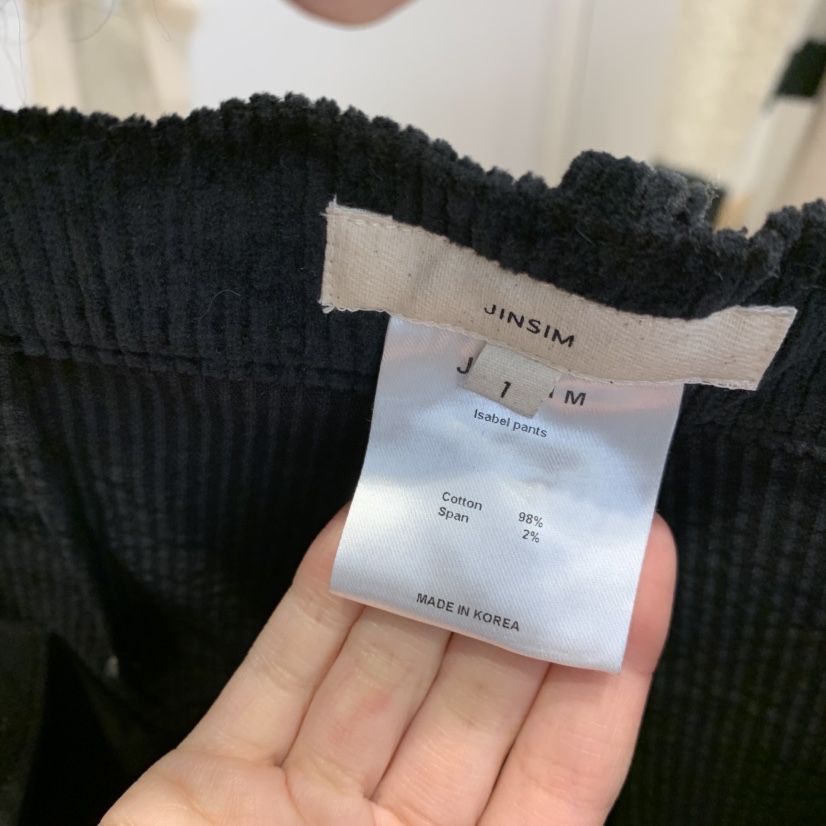 JINSIM
J M
1
Isabel pants
Cotton 98%
Span 2%
MADE IN KOREA